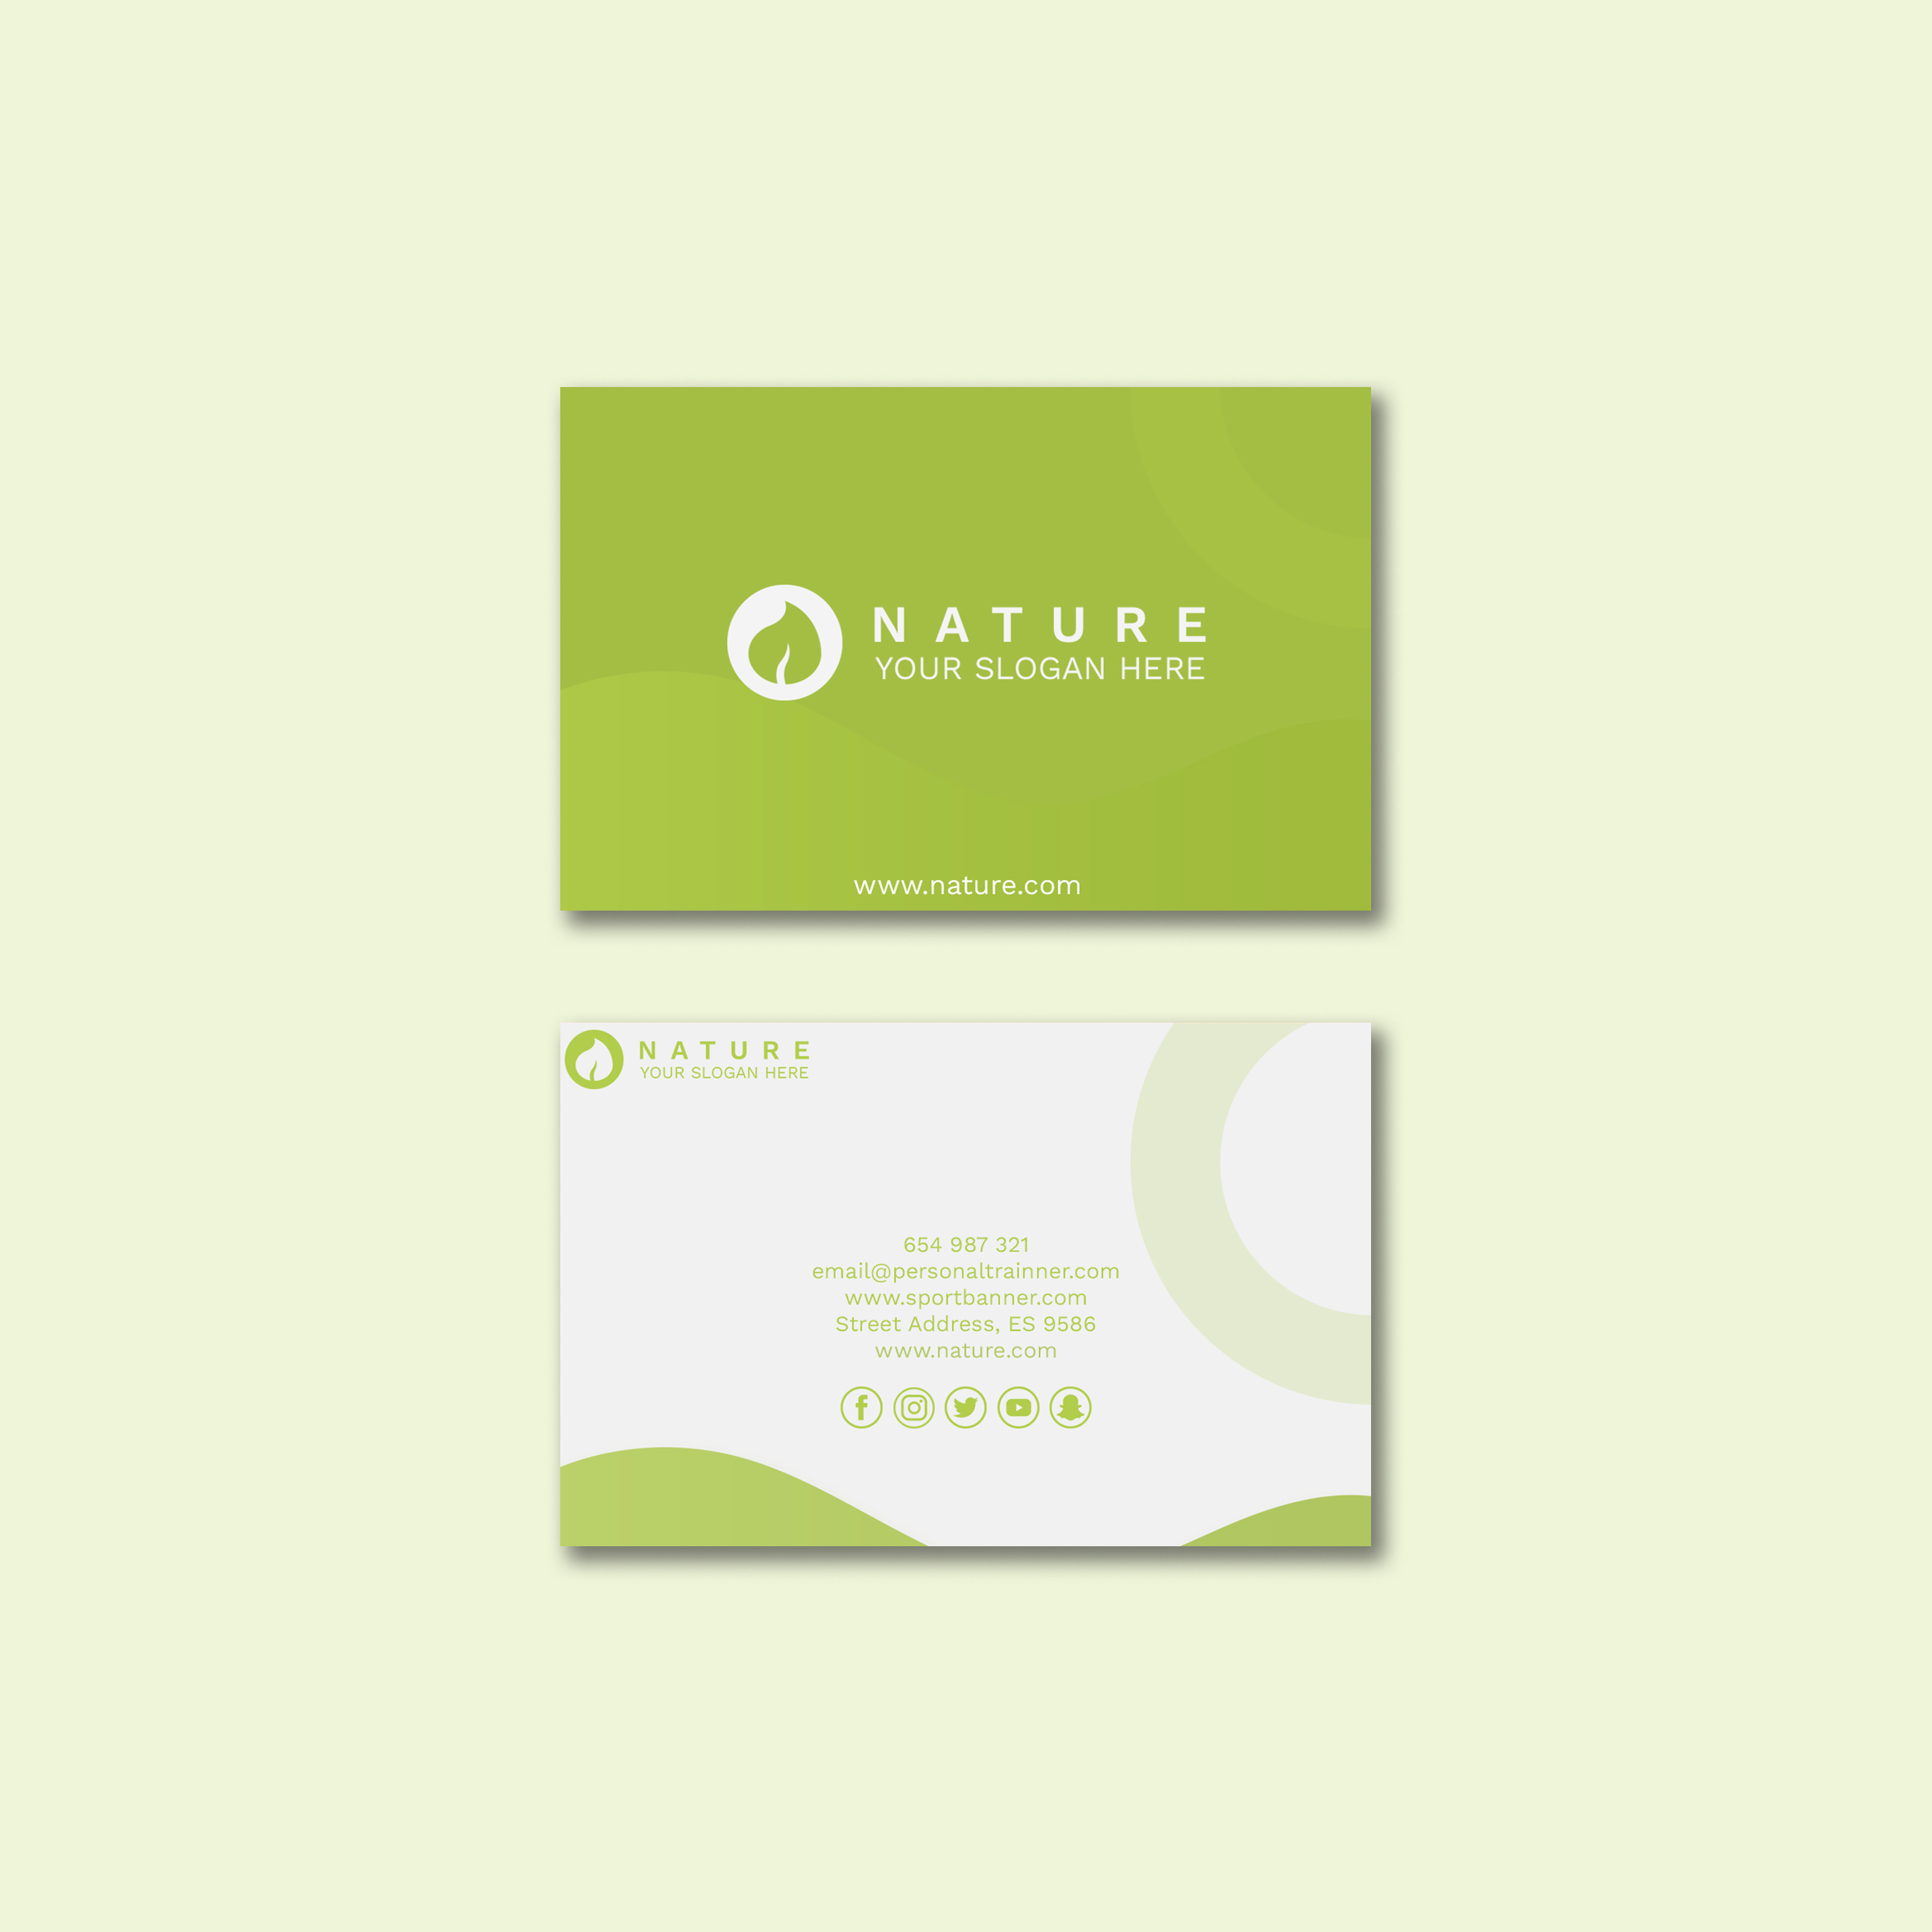 NATURE
YOUR SLOGAN HERE
www.nature.com
NATURE
YOUR SLOGAN HERE
654 987 321
email@personaltrainner.com
www.sportbanner.com
Street Address, ES 9586
www.nature.com